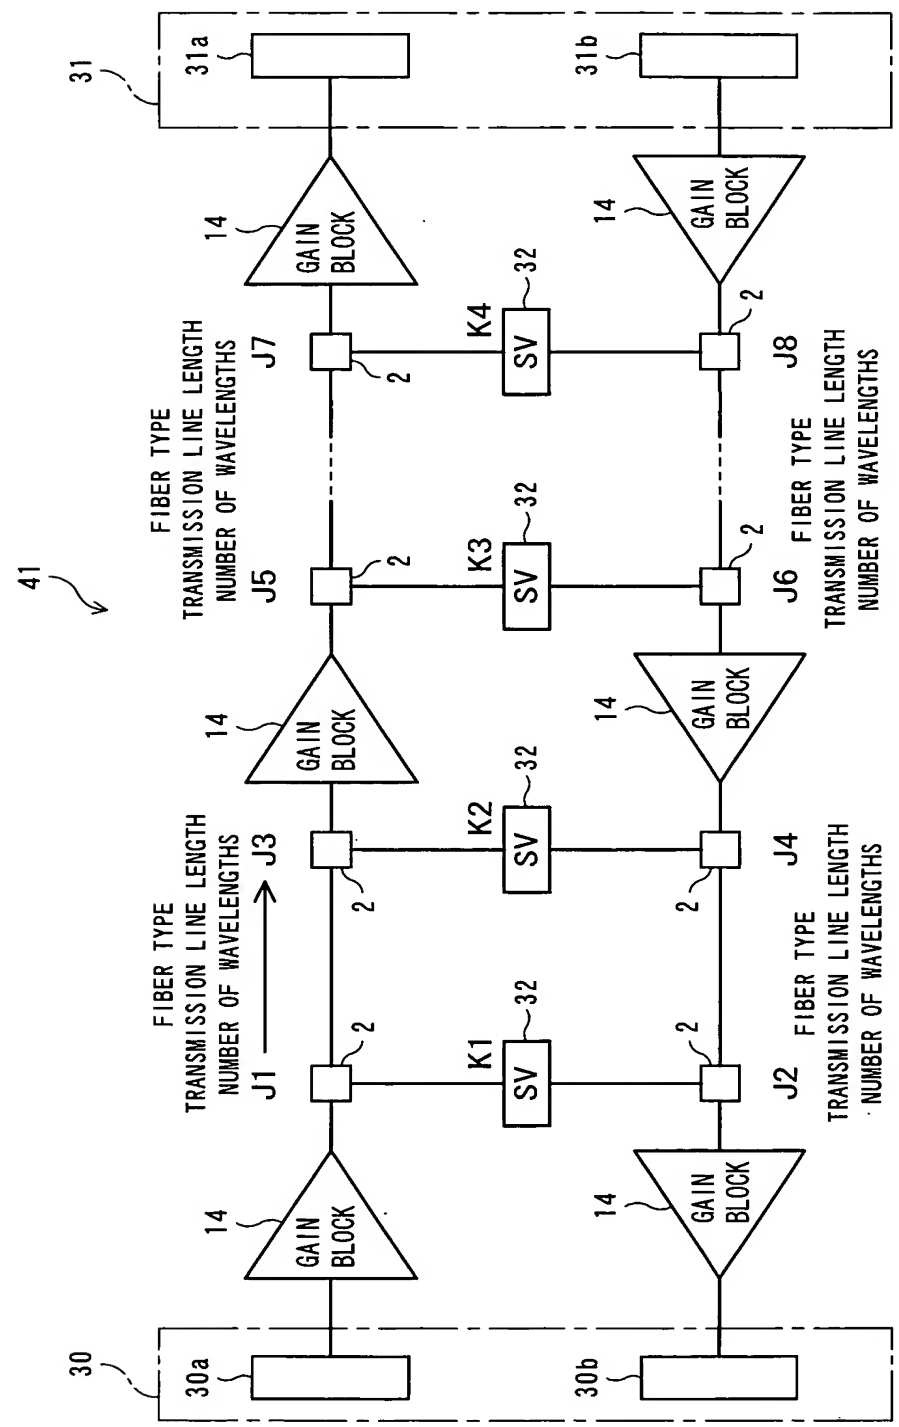 41
30
31
30a
31a
14
GAIN
BLOCK
14
GAIN
BLOCK
14
GAIN
BLOCK
FIBER TYPE
TRANSMISSION LINE LENGTH
NUMBER OF WAVELENGTHS
FIBER TYPE
TRANSMISSION LINE LENGTH
NUMBER OF WAVELENGTHS
J1
J3
J5
J7
2
2
2
2
K1
32
SV
K2
32
SV
K3
32
SV
K4
32
SV
30b
31b
14
GAIN
BLOCK
14
GAIN
BLOCK
14
GAIN
BLOCK
2
2
2
2
J2
J4
J6
J8
FIBER TYPE
TRANSMISSION LINE LENGTH
NUMBER OF WAVELENGTHS
FIBER TYPE
TRANSMISSION LINE LENGTH
NUMBER OF WAVELENGTHS